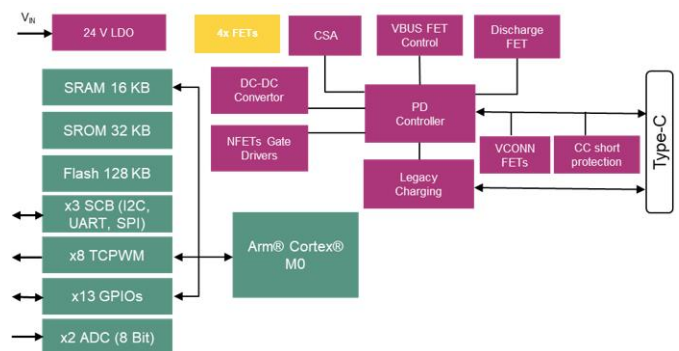 VIN
24 V LDO
4x FETs
CSA
VBUS FET
Control
Discharge
FET
SRAM 16 KB
DC-DC
Convertor
PD
Controller
SROM 32 KB
NFETs Gate
Drivers
VCONN
FETs
CC short
protection
Type-C
Flash 128 KB
Legacy
Charging
x3 SCB (I2C,
UART, SPI)
x8 TCPWM
Arm® Cortex®
M0
x13 GPIOs
x2 ADC (8 Bit)